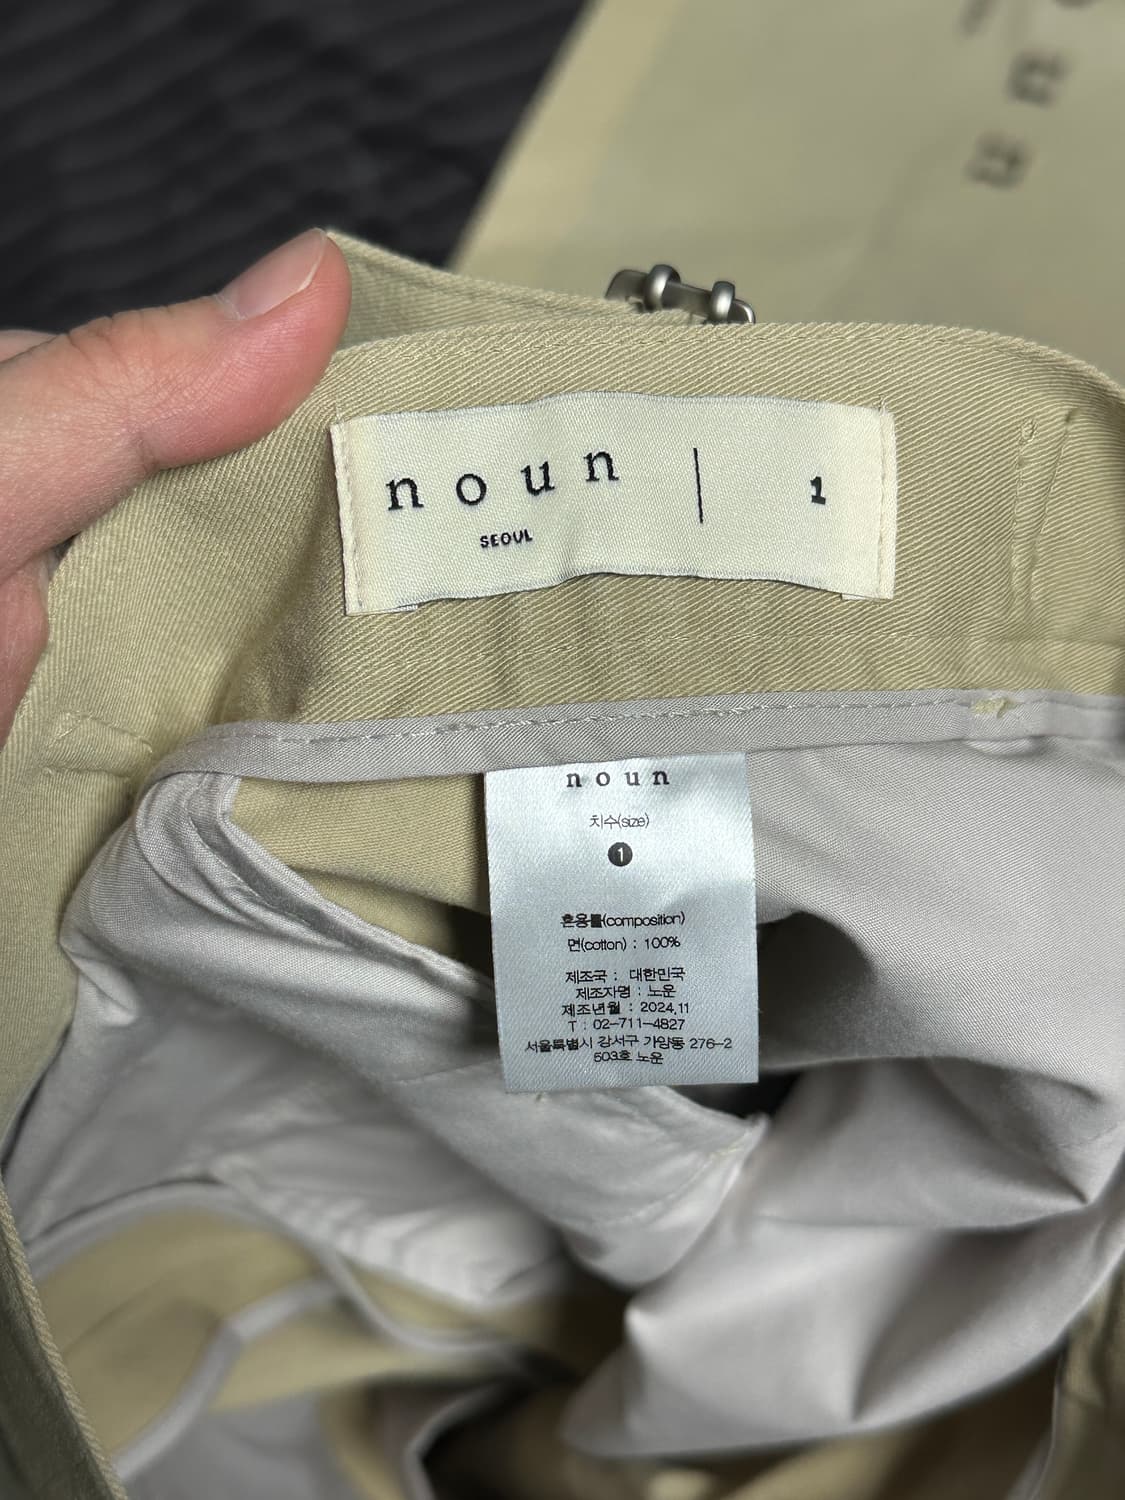 noun | 1
SEOUL
noun
치수(size)
1
혼용률(composition)
면(cotton) : 100%
제조국 : 대한민국
제조자명 : 노운
제조년월 : 2024.11
T : 02-711-4827
서울특별시 강서구 가양동 276-2
503호 노운